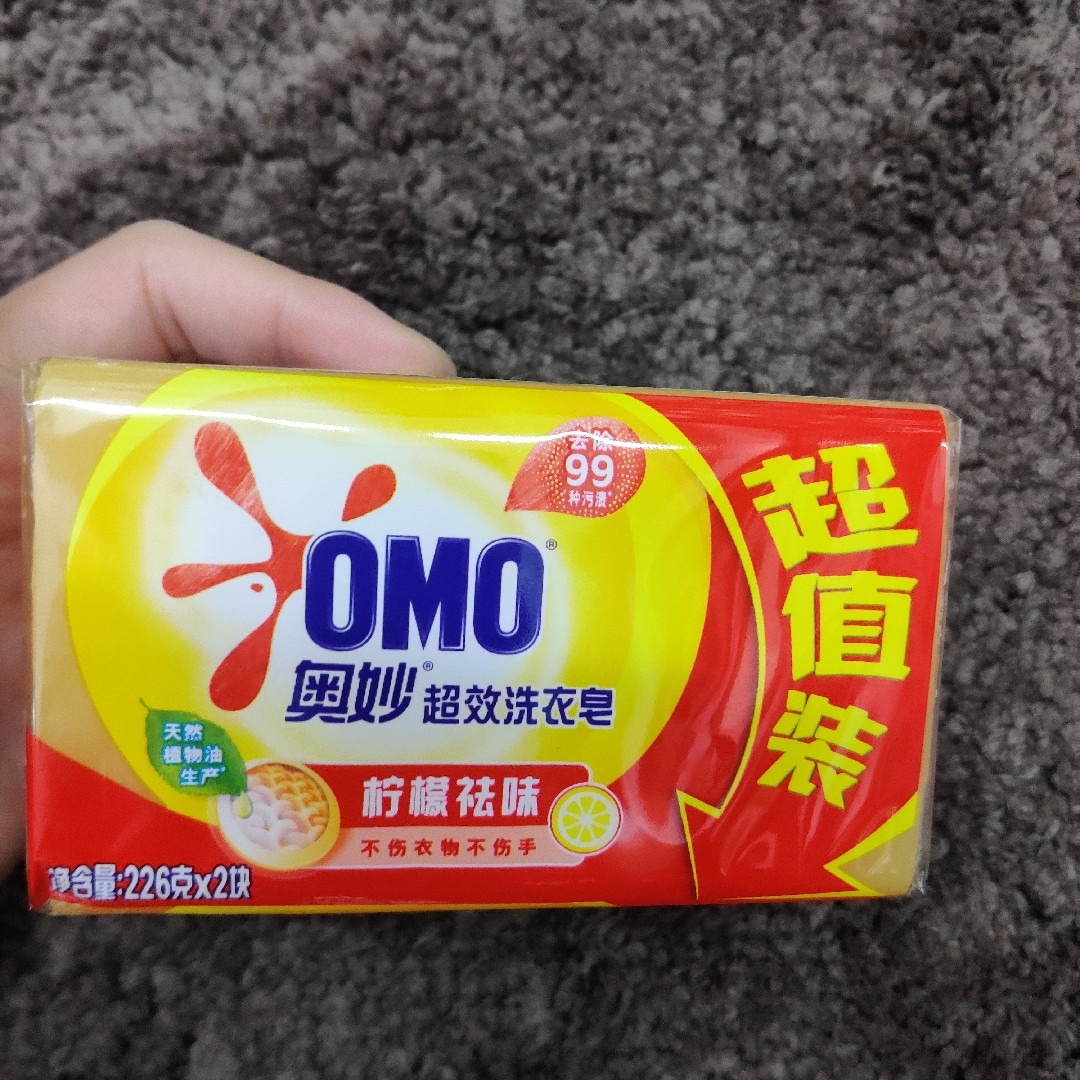 去除
99
种污渍*
OMO®
奥妙®超效洗衣皂
天然
植物油
生产*
柠檬祛味
不伤衣物不伤手
净含量:226克x2块
超值装